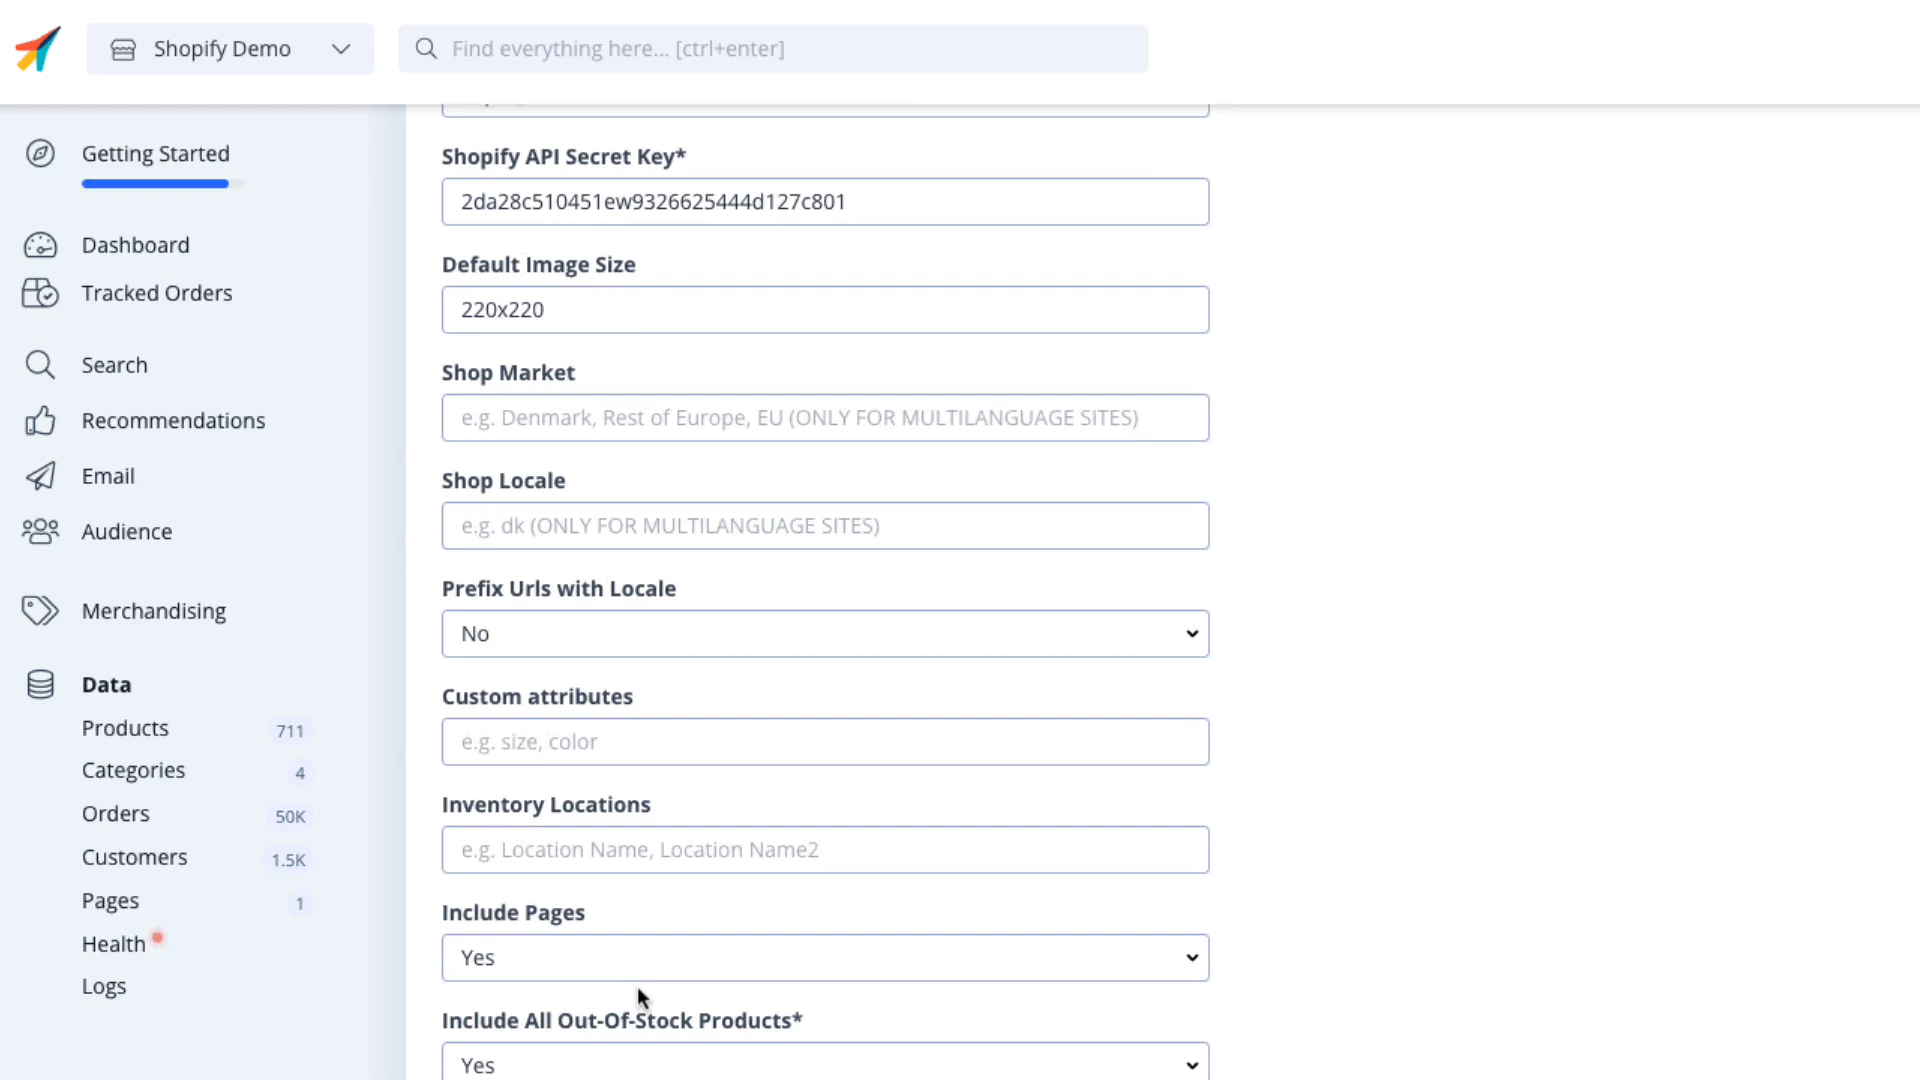 Shopify Demo
Find everything here... [ctrl+enter]
Getting Started
Dashboard
Tracked Orders
Search
Recommendations
Email
Audience
Merchandising
Data
Products 711
Categories 4
Orders 50K
Customers 1.5K
Pages 1
Health
Logs
Shopify API Secret Key*
2da28c510451ew9326625444d127c801
Default Image Size
220x220
Shop Market
e.g. Denmark, Rest of Europe, EU (ONLY FOR MULTILANGUAGE SITES)
Shop Locale
e.g. dk (ONLY FOR MULTILANGUAGE SITES)
Prefix Urls with Locale
No
Custom attributes
e.g. size, color
Inventory Locations
e.g. Location Name, Location Name2
Include Pages
Yes
Include All Out-Of-Stock Products*
Yes